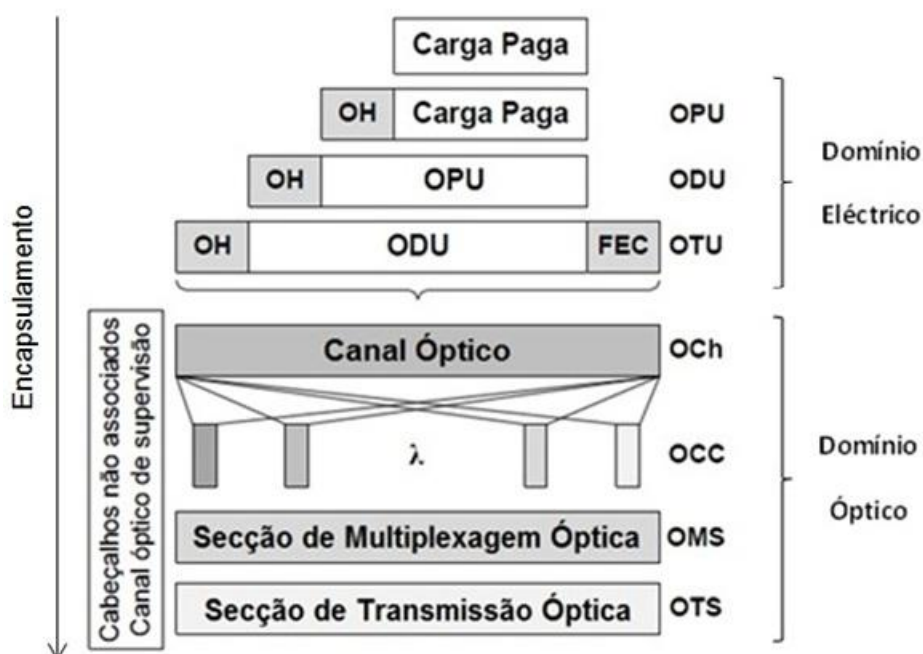 Carga Paga
OH Carga Paga OPU
OH OPU ODU
OH ODU FEC OTU
Domínio
Eléctrico
Encapsulamento
Cabeçalhos não associados
Canal óptico de supervisão
Canal Óptico OCh
λ OCC
Secção de Multiplexagem Óptica OMS
Secção de Transmissão Óptica OTS
Domínio
Óptico